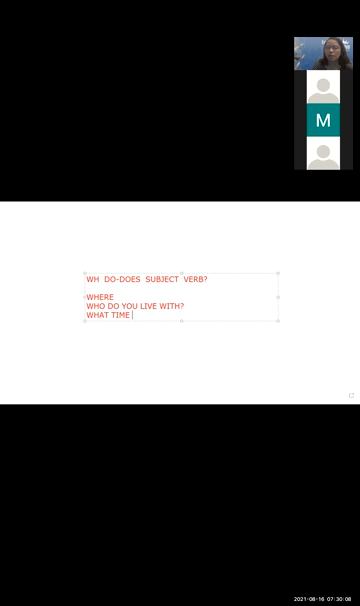 M
WH DO-DOES SUBJECT VERB?
WHERE
WHO DO YOU LIVE WITH?
WHAT TIME
2021-08-16 07:30:08